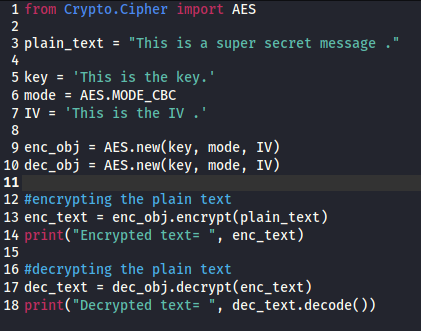 1 from Crypto.Cipher import AES
2
3 plain_text = "This is a super secret message ."
4
5 key = 'This is the key.'
6 mode = AES.MODE_CBC
7 IV = 'This is the IV .'
8
9 enc_obj = AES.new(key, mode, IV)
10 dec_obj = AES.new(key, mode, IV)
11
12 #encrypting the plain text
13 enc_text = enc_obj.encrypt(plain_text)
14 print("Encrypted text= ", enc_text)
15
16 #decrypting the plain text
17 dec_text = dec_obj.decrypt(enc_text)
18 print("Decrypted text= ", dec_text.decode())